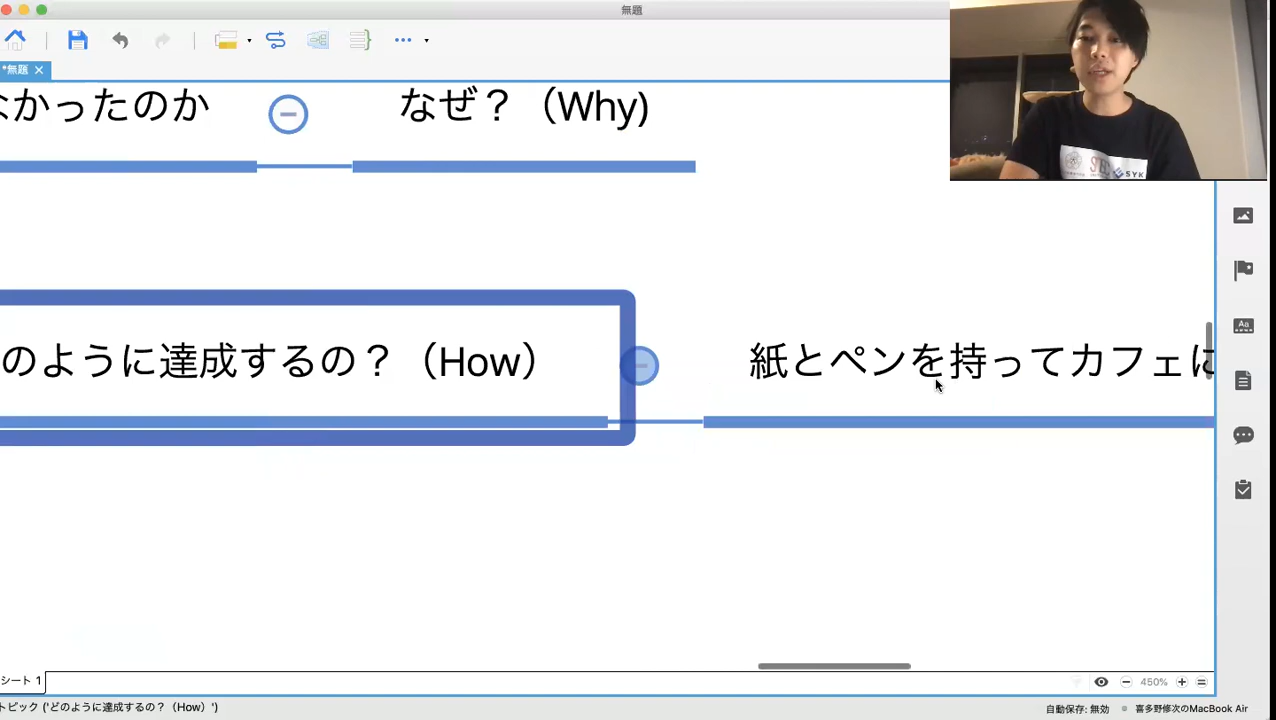 無題
*無題
なかったのか
なぜ？（Why)
のように達成するの？（How）
紙とペンを持ってカフェに
SYK
シート 1
450%
トピック ('どのように達成するの？（How）')
自動保存: 無効
喜多野修次のMacBook Air